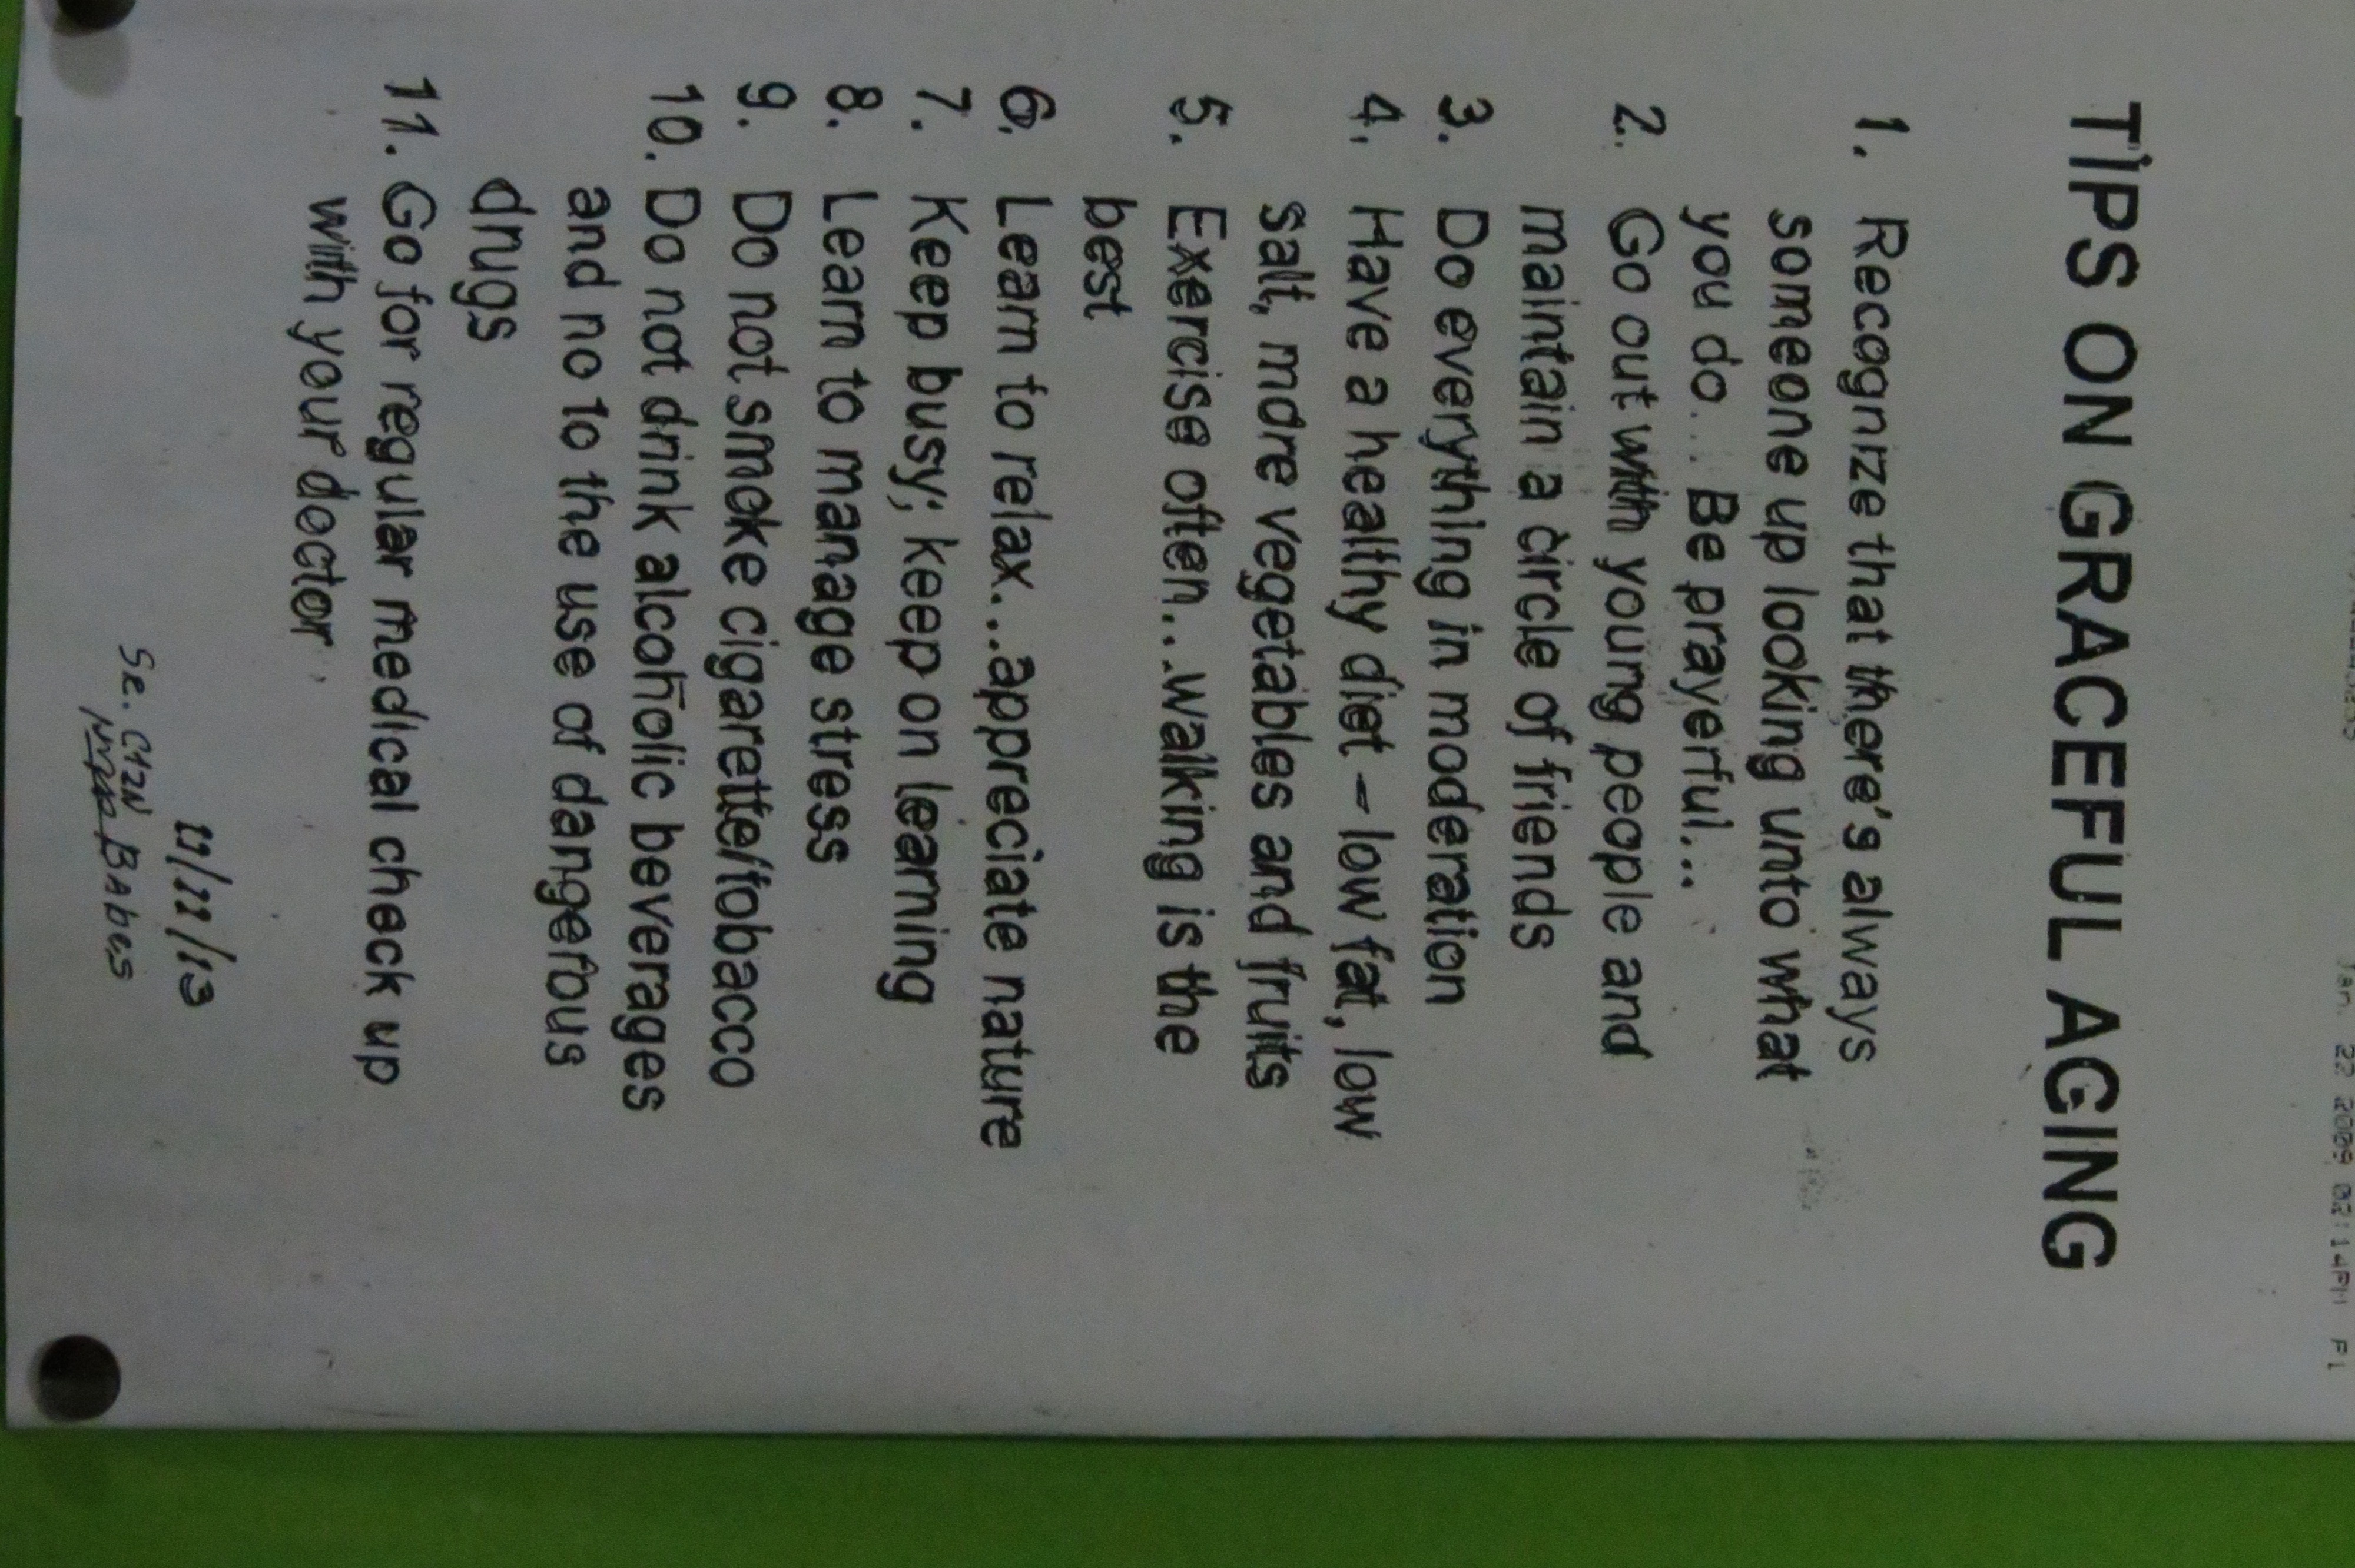 Jan. 22 2009 02:14PM P1
TIPS ON GRACEFUL AGING
1. Recognize that there's always
someone up looking unto what
you do... Be prayerful...
2. Go out with young people and
maintain a circle of friends
3. Do everything in moderation
4. Have a healthy diet – low fat, low
salt, more vegetables and fruits
5. Exercise often...walking is the
best
6. Learn to relax...appreciate nature
7. Keep busy; keep on learning
8. Learn to manage stress
9. Do not smoke cigarette/tobacco
10. Do not drink alcoholic beverages
and no to the use of dangerous
drugs
11. Go for regular medical check up
with your doctor
11/11/13
Sr. C1ZN Babes